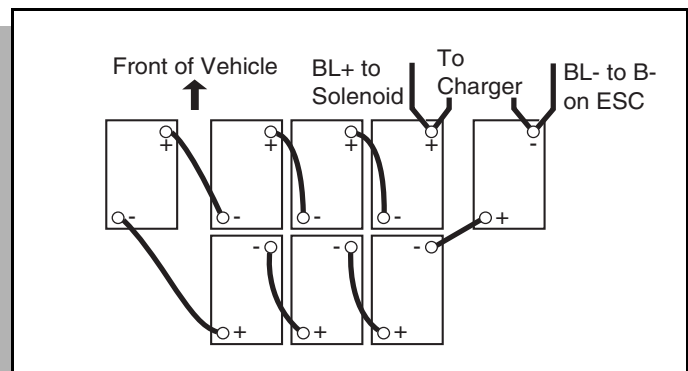 Front of Vehicle
BL+ to
Solenoid
To
Charger
BL- to B-
on ESC
+ + + + -
- - - - +
- - -
+ + +